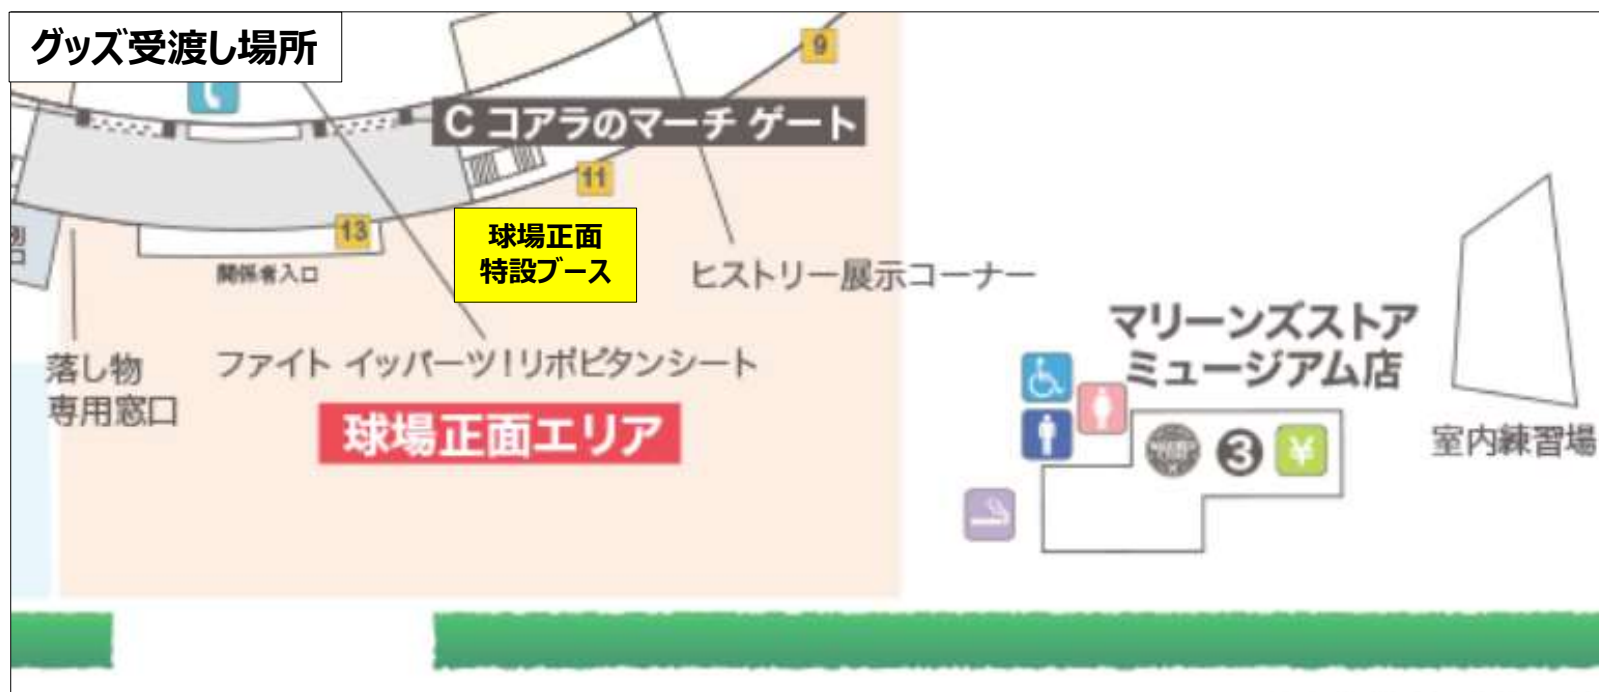 グッズ受渡し場所
9
C コアラのマーチ ゲート
11
13
球場正面
特設ブース
関係者入口
ヒストリー展示コーナー
マリーンズストア
ミュージアム店
落し物
専用窓口
ファイト イッパーツ!リポビタンシート
球場正面エリア
3
¥
室内練習場